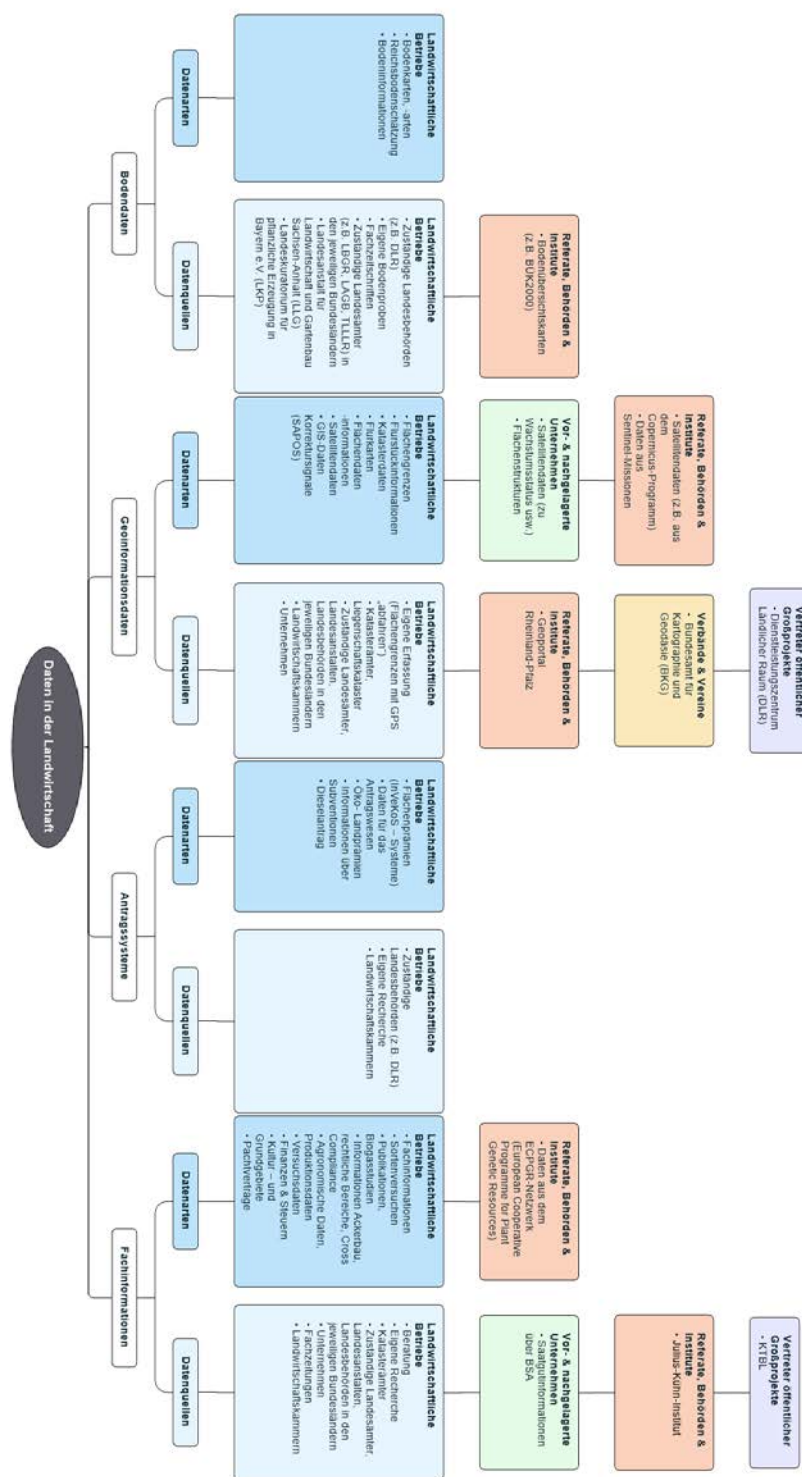 Daten in der Landwirtschaft
Bodendaten
Datenarten
Landwirtschaftliche
Betriebe
• Bodenkarten, -arten
• Reichsbodenschätzung
• Bodeninformationen
Datenquellen
Landwirtschaftliche
Betriebe
• Zuständige Landesbehörden
(z.B. DLR)
• Eigene Bodenproben
• Fachzeitschriften
• Zuständige Landesämter
(z.B. LBGR, LAGB, TLLLR) in
den jeweiligen Bundesländern
• Landesanstalt für
Landwirtschaft und Gartenbau
Sachsen-Anhalt (LLG)
• Landeskuratorium für
pflanzliche Erzeugung in
Bayern e.V. (LKP)
Referate, Behörden &
Institute
• Bodenübersichtskarten
(z.B. BÜK2000)
Geoinformationsdaten
Datenarten
Landwirtschaftliche
Betriebe
• Flächengrenzen
• Flurstückinformationen
• Katasterdaten
• Flurkarten
• Flächendaten
-informationen
• Satellitendaten
• GIS-Daten
Korrektursignale
(SAPOS)
Vor- & nachgelagerte
Unternehmen
• Satellitendaten (zu
Wachstumsstatus usw.)
• Flächenstrukturen
Referate, Behörden &
Institute
• Satellitendaten (z.B. aus
dem
Copernicus-Programm)
• Daten aus
Sentinel-Missionen
Datenquellen
Landwirtschaftliche
Betriebe
• Eigene Erfassung
(Flächengrenzen mit GPS
„abfahren“)
• Katasterämter,
Liegenschaftskataster
• Zuständige Landesämter,
Landesanstalten,
Landesbehörden in den
jeweiligen Bundesländern
• Landwirtschaftskammern
• Unternehmen
Referate, Behörden &
Institute
• Geoportal
Rheinland-Pfalz
Verbände & Vereine
• Bundesamt für
Kartographie und
Geodäsie (BKG)
Vertreter öffentlicher
Großprojekte
• Dienstleistungszentrum
Ländlicher Raum (DLR)
Antragssysteme
Datenarten
Landwirtschaftliche
Betriebe
• Flächenprämien
(InVeKoS – Systeme)
• Daten für das
Antragswesen
• Öko- Landprämien
• Informationen über
Subventionen
• Dieselantrag
Datenquellen
Landwirtschaftliche
Betriebe
• Zuständige
Landesbehörden (z.B. DLR)
• Eigene Recherche
• Landwirtschaftskammern
Fachinformationen
Datenarten
Landwirtschaftliche
Betriebe
• Fachinformationen
• Sortenversuchen
• Publikationen,
Biogasstudien
• Informationen Ackerbau,
rechtliche Bereiche, Cross
Compliance
• Agronomische Daten,
Produktionsdaten
• Versuchsdaten
• Finanzen & Steuern
• Kultur – und
Grundgebiete
• Pachtverträge
Referate, Behörden &
Institute
• Daten aus dem
ECPGR-Netzwerk
(European Cooperative
Programme for Plant
Genetic Resources)
Datenquellen
Landwirtschaftliche
Betriebe
• Beratung
• Eigene Recherche
• Katasterämter
• Zuständige Landesämter,
Landesanstalten,
Landesbehörden in den
jeweiligen Bundesländern
• Unternehmen
• Fachzeitungen
• Landwirtschaftskammern
Vor- & nachgelagerte
Unternehmen
• Saatgutinformationen
über BSA
Referate, Behörden &
Institute
• Julius-Kühn-Institut
Vertreter öffentlicher
Großprojekte
• KTBL